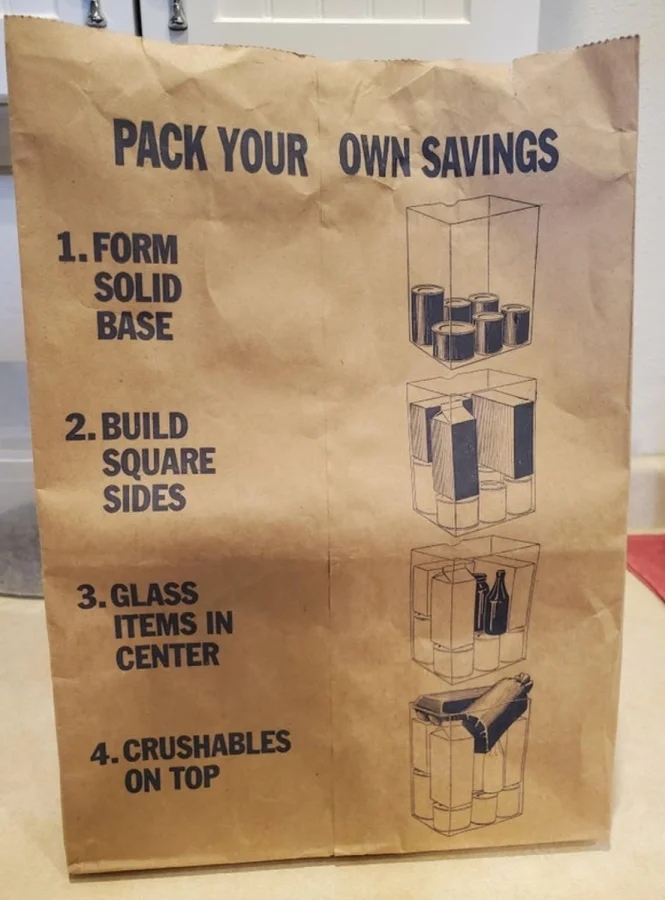 PACK YOUR OWN SAVINGS
1. FORM
SOLID
BASE
2. BUILD
SQUARE
SIDES
3. GLASS
ITEMS IN
CENTER
4. CRUSHABLES
ON TOP